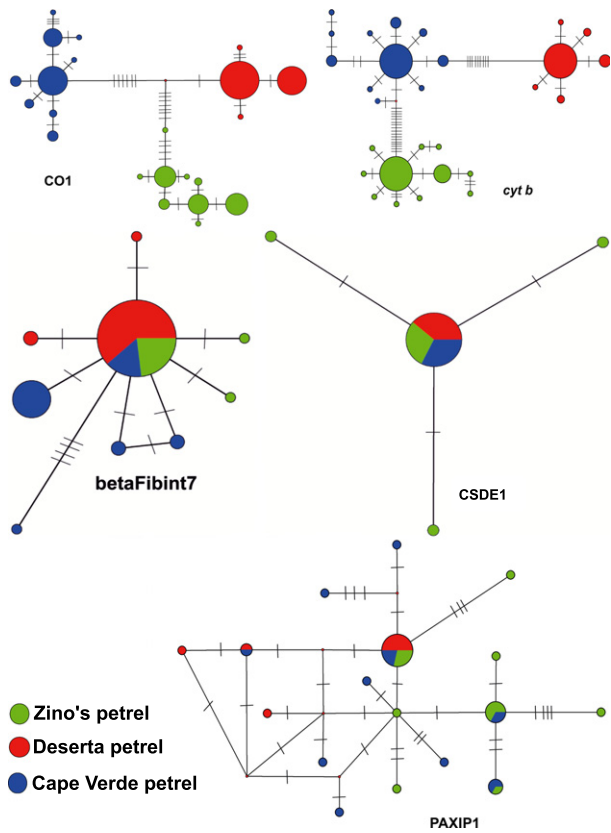 CO1
cyt b
betaFibint7
CSDE1
Zino's petrel
Deserta petrel
Cape Verde petrel
PAXIP1